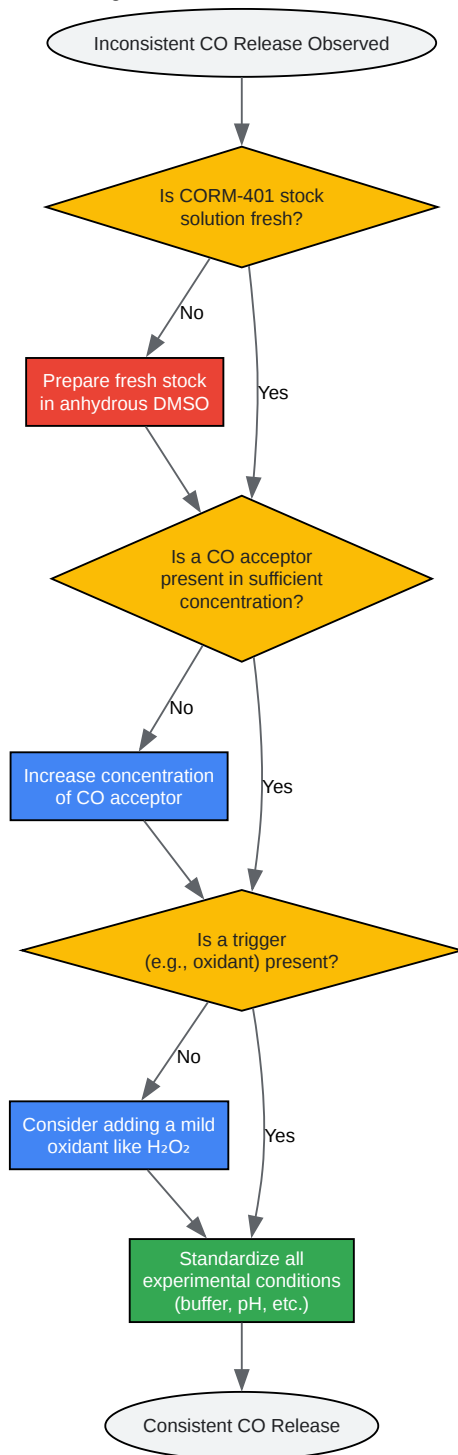 Inconsistent CO Release Observed
Is CORM-401 stock
solution fresh?
No
Yes
Prepare fresh stock
in anhydrous DMSO
Is a CO acceptor
present in sufficient
concentration?
No
Yes
Increase concentration
of CO acceptor
Is a trigger
(e.g., oxidant) present?
No
Yes
Consider adding a mild
oxidant like H₂O₂
Standardize all
experimental conditions
(buffer, pH, etc.)
Consistent CO Release